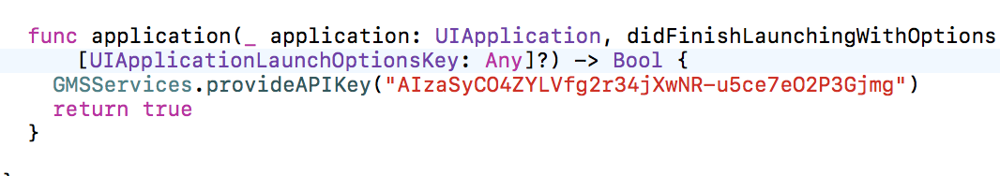 func application(_ application: UIApplication, didFinishLaunchingWithOptions
[UIApplicationLaunchOptionsKey: Any]?) -> Bool {
GMSServices.provideAPIKey("AIzaSyCO4ZYLVfg2r34jXwNR-u5ce7eO2P3Gjmg")
return true
}